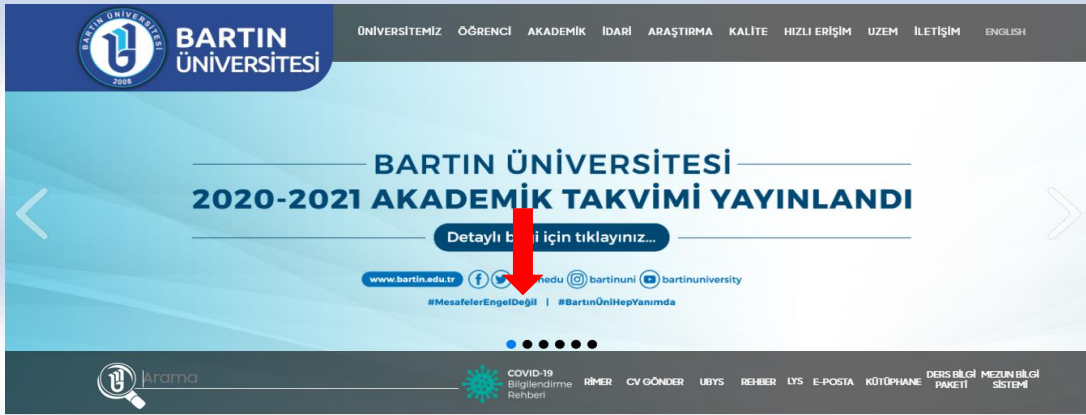 BARTIN ÜNİVERSİTESİ 2008
BARTIN
ÜNİVERSİTESİ
ÜNİVERSİTEMİZ ÖĞRENCİ AKADEMİK İDARİ ARAŞTIRMA KALİTE HIZLI ERİŞİM UZEM İLETİŞİM ENGLISH
BARTIN ÜNİVERSİTESİ
2020-2021 AKADEMİK TAKVİMİ YAYINLANDI
Detaylı için tıklayınız...
www.bartin.edu.tr bartinuni bartinuniversity
#MesafelerEngelDeğil | #BartınÜniHepYanımda
Arama
COVID-19
Bilgilendirme
Rehberi
RİMER CV GÖNDER UBYS REHBER LYS E-POSTA KÜTÜPHANE
DERS BİLGİ
PAKETİ
MEZUN BİLGİ
SİSTEMİ